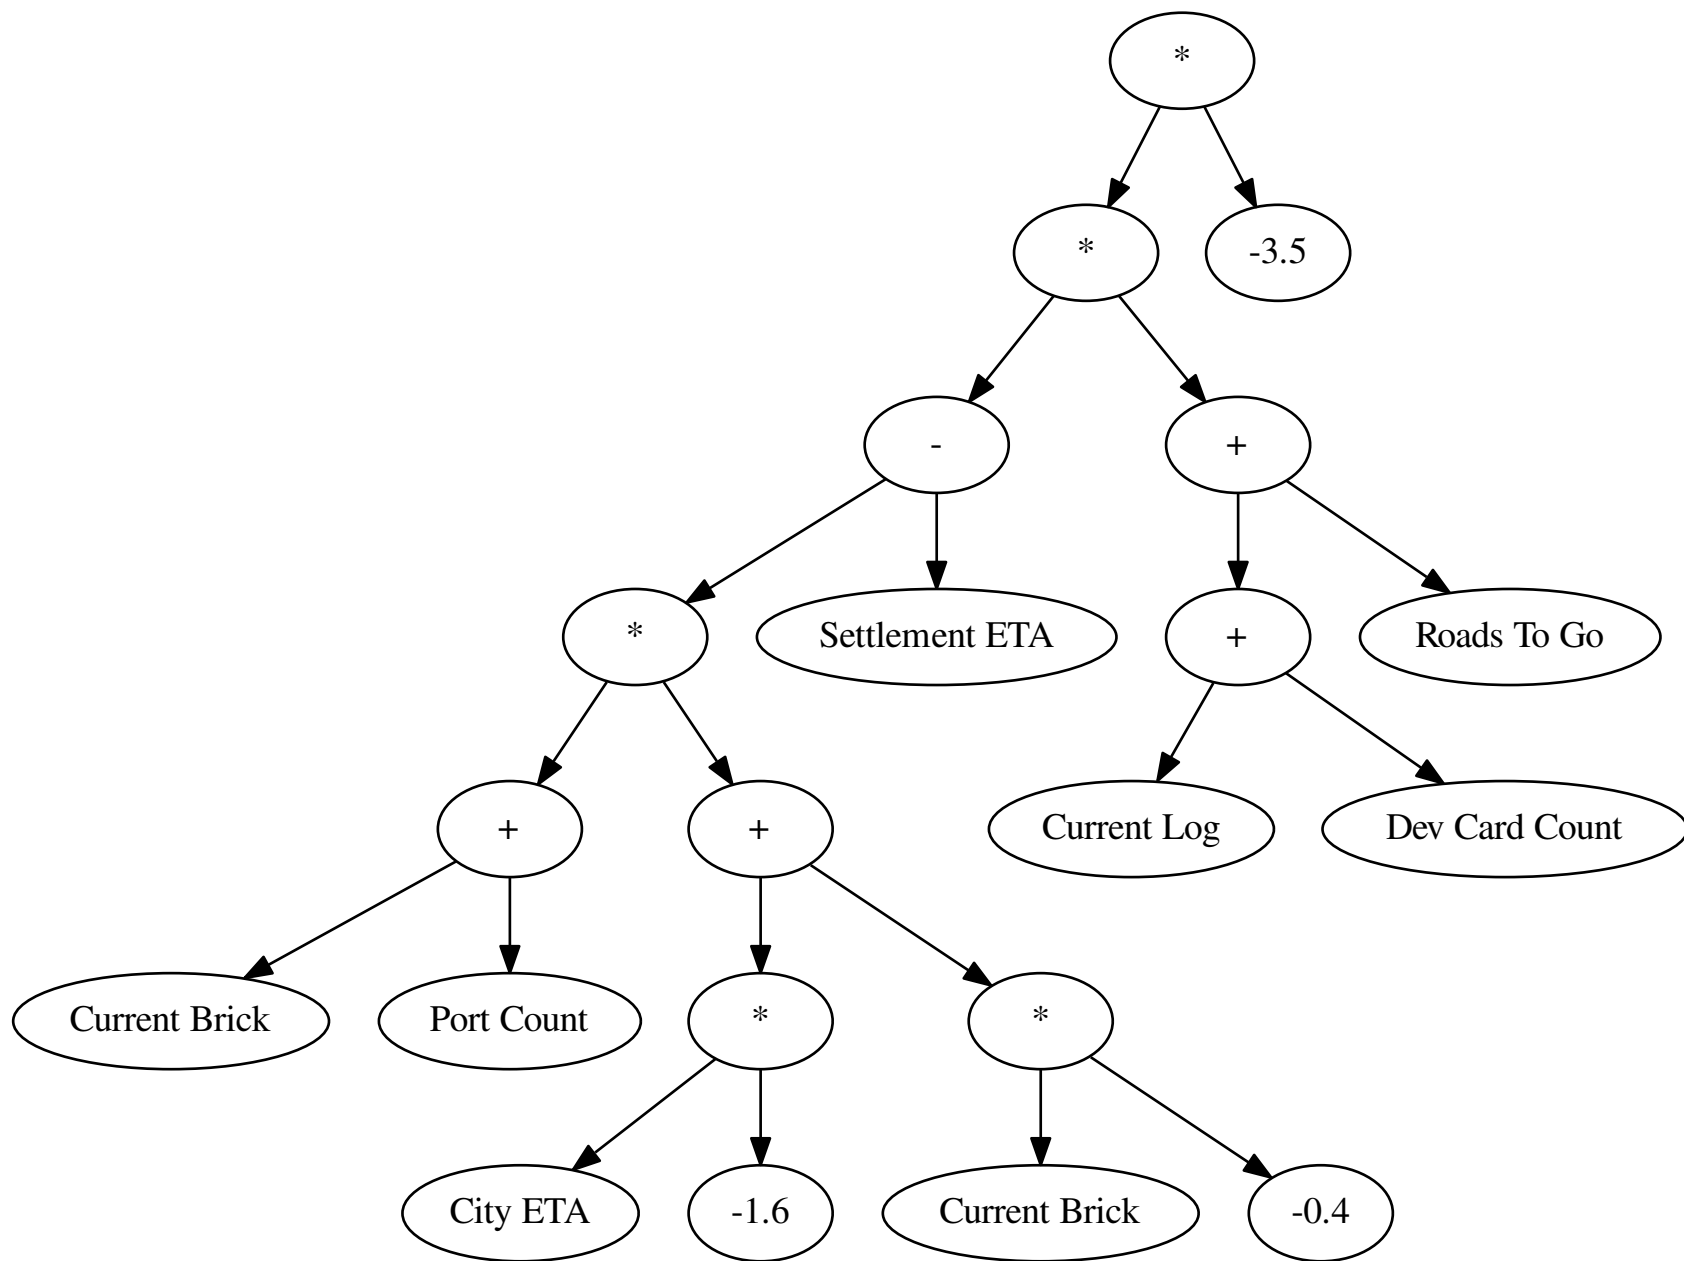 *
*
-3.5
-
+
*
Settlement ETA
+
Roads To Go
+
+
Current Log
Dev Card Count
Current Brick
Port Count
*
*
City ETA
-1.6
Current Brick
-0.4